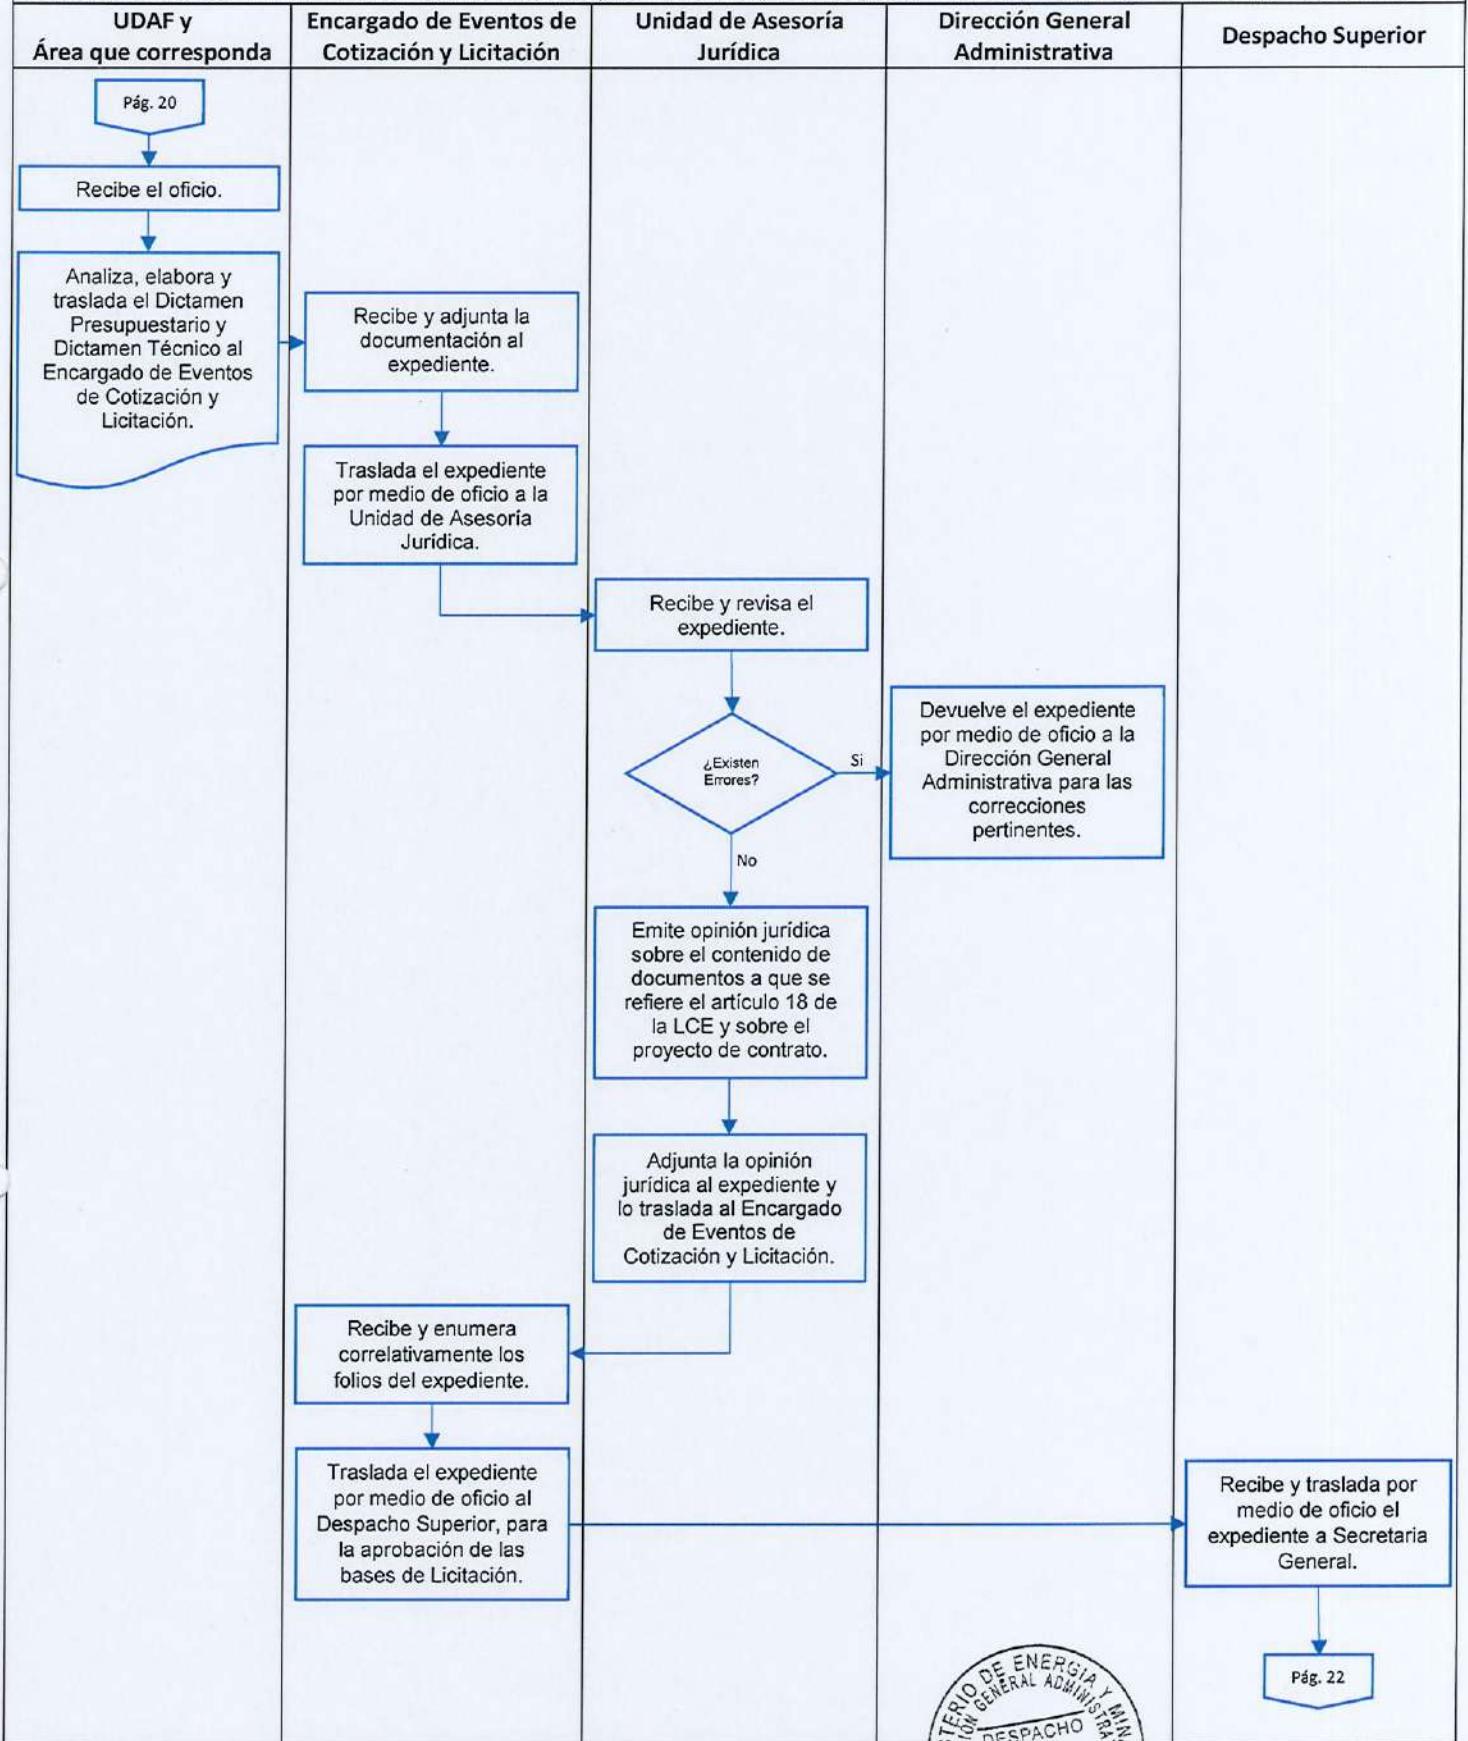 UDAF y
Área que corresponda
Encargado de Eventos de
Cotización y Licitación
Unidad de Asesoría
Jurídica
Dirección General
Administrativa
Despacho Superior
Pág. 20
Recibe el oficio.
Analiza, elabora y
traslada el Dictamen
Presupuestario y
Dictamen Técnico al
Encargado de Eventos
de Cotización y
Licitación.
Recibe y adjunta la
documentación al
expediente.
Traslada el expediente
por medio de oficio a la
Unidad de Asesoría
Jurídica.
Recibe y revisa el
expediente.
¿Existen
Errores?
Si
Devuelve el expediente
por medio de oficio a la
Dirección General
Administrativa para las
correcciones
pertinentes.
No
Emite opinión jurídica
sobre el contenido de
documentos a que se
refiere el artículo 18 de
la LCE y sobre el
proyecto de contrato.
Adjunta la opinión
jurídica al expediente y
lo traslada al Encargado
de Eventos de
Cotización y Licitación.
Recibe y enumera
correlativamente los
folios del expediente.
Traslada el expediente
por medio de oficio al
Despacho Superior, para
la aprobación de las
bases de Licitación.
Recibe y traslada por
medio de oficio el
expediente a Secretaria
General.
Pág. 22
DE ENERGIA Y
GENERAL
DESPACHO